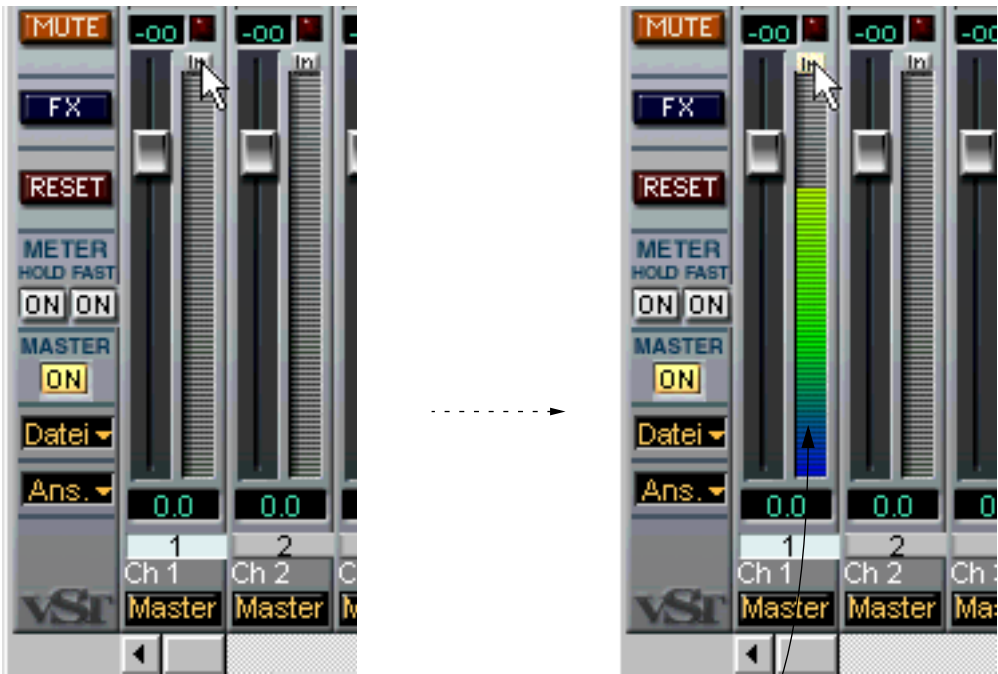 MUTE -oo -oo
In In
FX
RESET
METER
HOLD FAST
ON ON
MASTER
ON
Datei
Ans.
0.0 0.0
1 2
Ch 1 Ch 2
VST Master Master
MUTE -oo -oo -oo
In In
FX
RESET
METER
HOLD FAST
ON ON
MASTER
ON
Datei
Ans.
0.0 0.0
1 2
Ch 1 Ch 2 Ch
VST Master Master